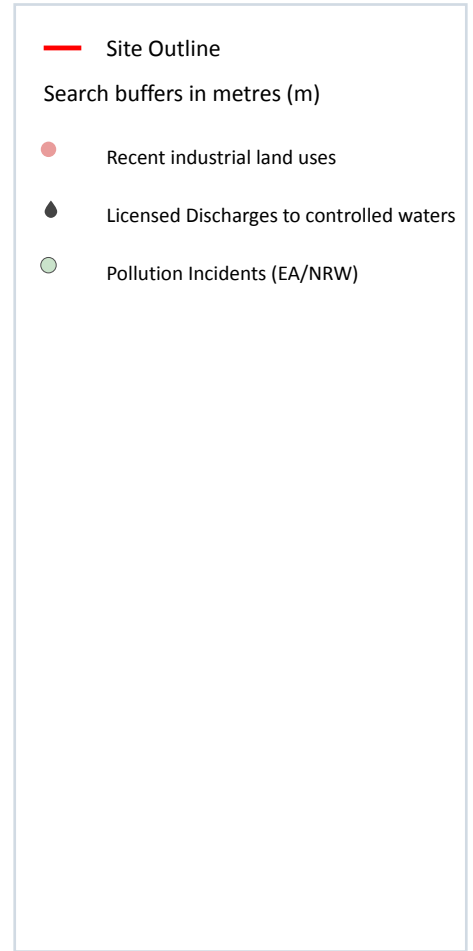 Site Outline
Search buffers in metres (m)
Recent industrial land uses
Licensed Discharges to controlled waters
Pollution Incidents (EA/NRW)